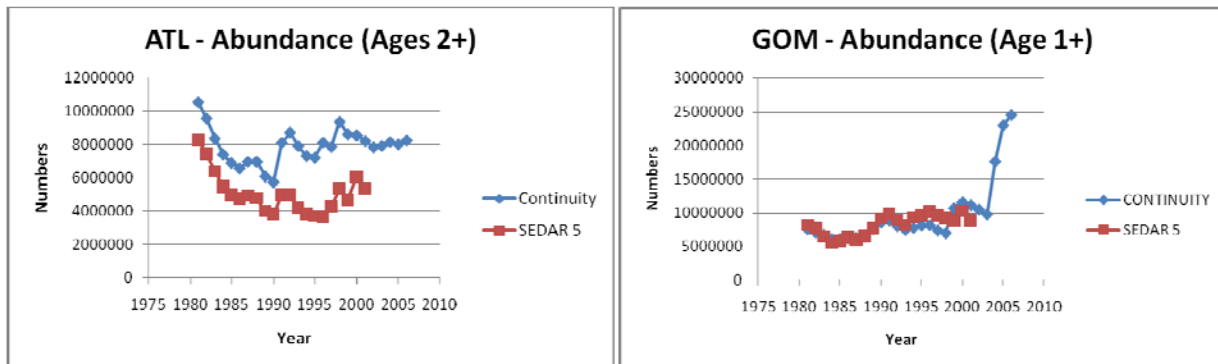 ATL - Abundance (Ages 2+)
12000000
10000000
8000000
6000000
4000000
2000000
0
Numbers
1975 1980 1985 1990 1995 2000 2005 2010
Year
Continuity
SEDAR 5
GOM - Abundance (Age 1+)
30000000
25000000
20000000
15000000
10000000
5000000
0
Numbers
1975 1980 1985 1990 1995 2000 2005 2010
Year
CONTINUITY
SEDAR 5